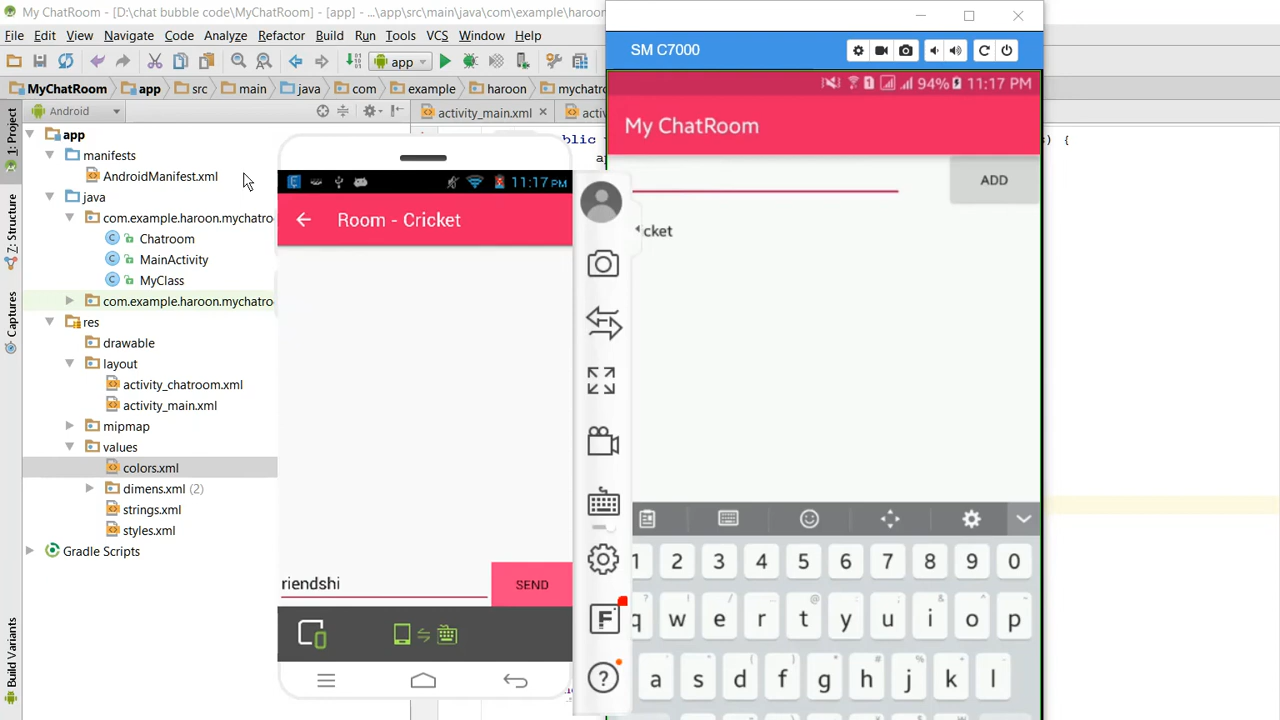 My ChatRoom - [D:\chat bubble code\MyChatRoom] - [app] - ...\app\src\main\java\com\example\haroo
File Edit View Navigate Code Analyze Refactor Build Run Tools VCS Window Help
app
MyChatRoom app src main java com example haroon mychatro
Android
activity_main.xml
1: Project
7: Structure
Captures
Build Variants
app
manifests
AndroidManifest.xml
java
com.example.haroon.mychatro
Chatroom
MainActivity
MyClass
com.example.haroon.mychatro
res
drawable
layout
activity_chatroom.xml
activity_main.xml
mipmap
values
colors.xml
dimens.xml (2)
strings.xml
styles.xml
Gradle Scripts
11:17 PM
Room - Cricket
riendshi
SEND
SM C7000
94% 11:17 PM
My ChatRoom
ADD
cket
1 2 3 4 5 6 7 8 9 0
q w e r t y u i o p
a s d f g h j k l